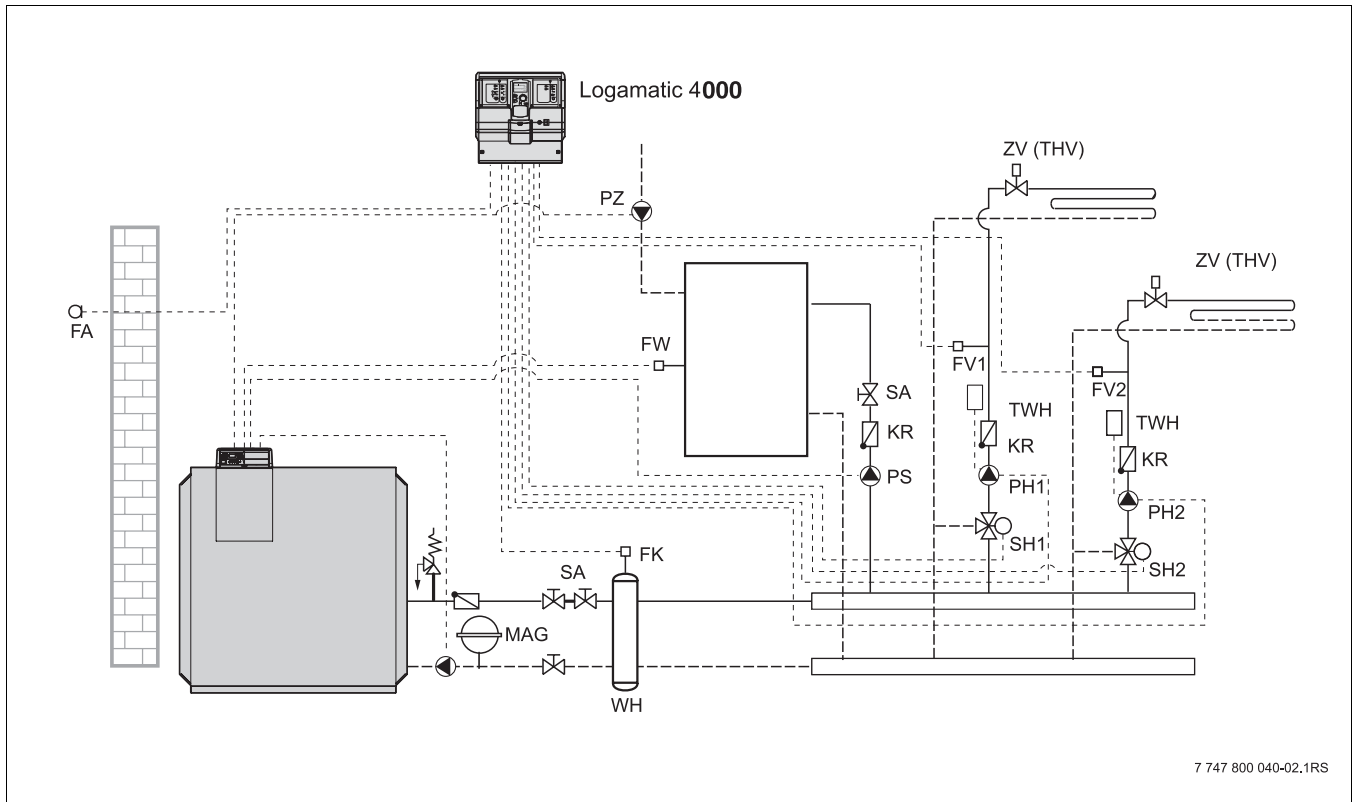 Logamatic 4000
ZV (THV)
PZ
ZV (THV)
FA
FW
FV1
FV2
SA
TWH
TWH
KR
KR
KR
PS
PH1
PH2
SH1
SH2
FK
SA
MAG
WH
7 747 800 040-02.1RS